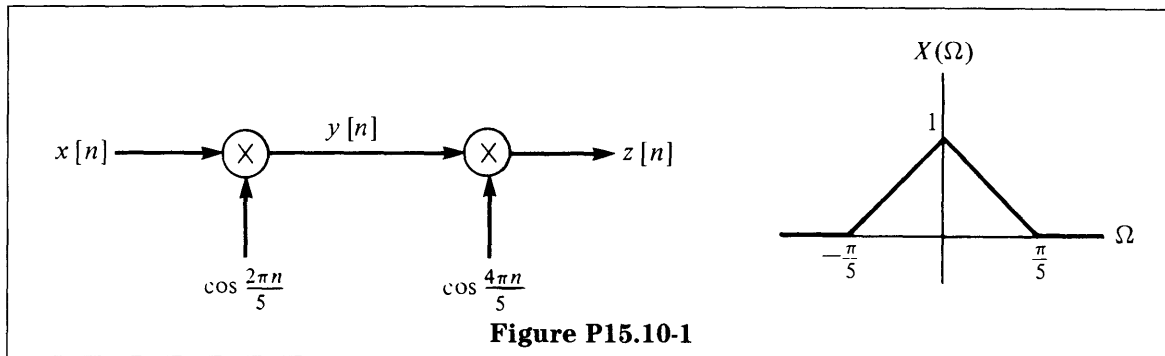 X(Ω)
x[n]
×
y[n]
×
z[n]
1
Ω
cos 2πn/5
cos 4πn/5
-π/5
π/5
Figure P15.10-1